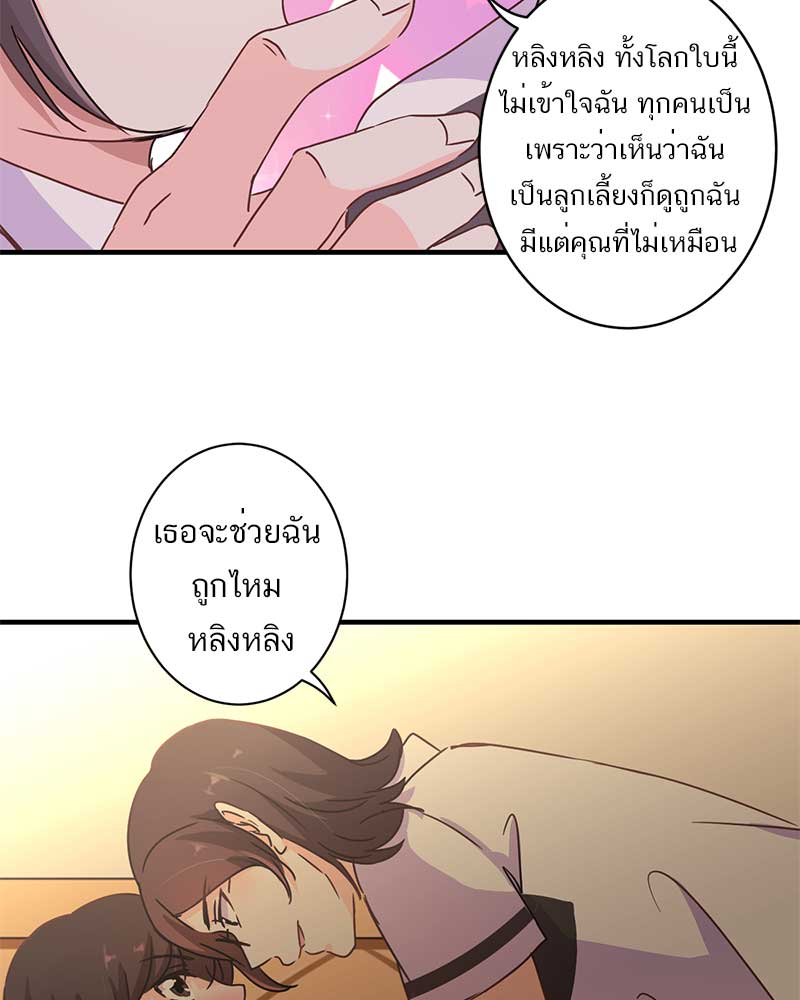 หลิงหลิง ทั้งโลกใบนี้
ไม่เข้าใจฉัน ทุกคนเป็น
เพราะว่าเห็นว่าฉัน
เป็นลูกเลี้ยงก็ดูถูกฉัน
มีแต่คุณที่ไม่เหมือน
เธอจะช่วยฉัน
ถูกไหม
หลิงหลิง